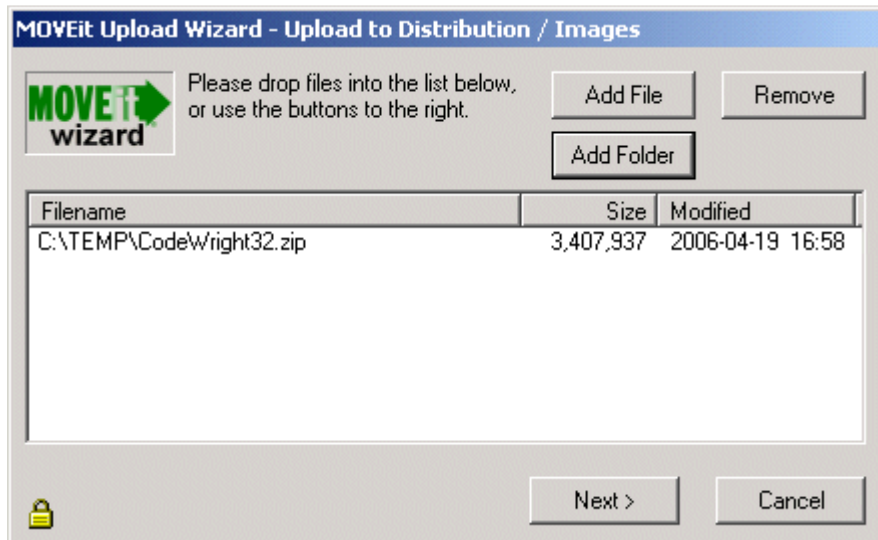 MOVEit Upload Wizard - Upload to Distribution / Images
MOVEit
wizard
Please drop files into the list below,
or use the buttons to the right.
Add File
Remove
Add Folder
Filename Size Modified
C:\TEMP\CodeWright32.zip 3,407,937 2006-04-19 16:58
Next >
Cancel